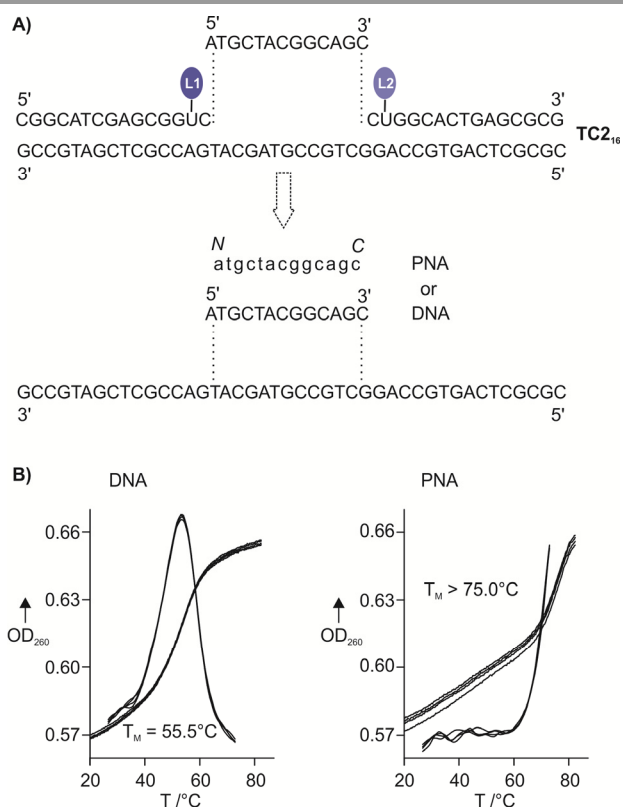 A)
5' 3'
ATGCTACGGCAGC
L1 L2
5' 3'
CGGCATCGAGCGGUC CUGGCACTGAGCGCG
TC2₁₆
GCCGTAGCTCGCCAGTACGATGCCGTCGGACCGTGACTCGCGC
3' 5'
N C
atgctacggcagc PNA
or
5' 3'
ATGCTACGGCAGC DNA
GCCGTAGCTCGCCAGTACGATGCCGTCGGACCGTGACTCGCGC
3' 5'
B) DNA PNA
0.66 0.66
0.63 0.63
T_M > 75.0°C
OD₂₆₀ OD₂₆₀
0.60 0.60
0.57 0.57
T_M = 55.5°C
20 40 60 80 20 40 60 80
T /°C T /°C